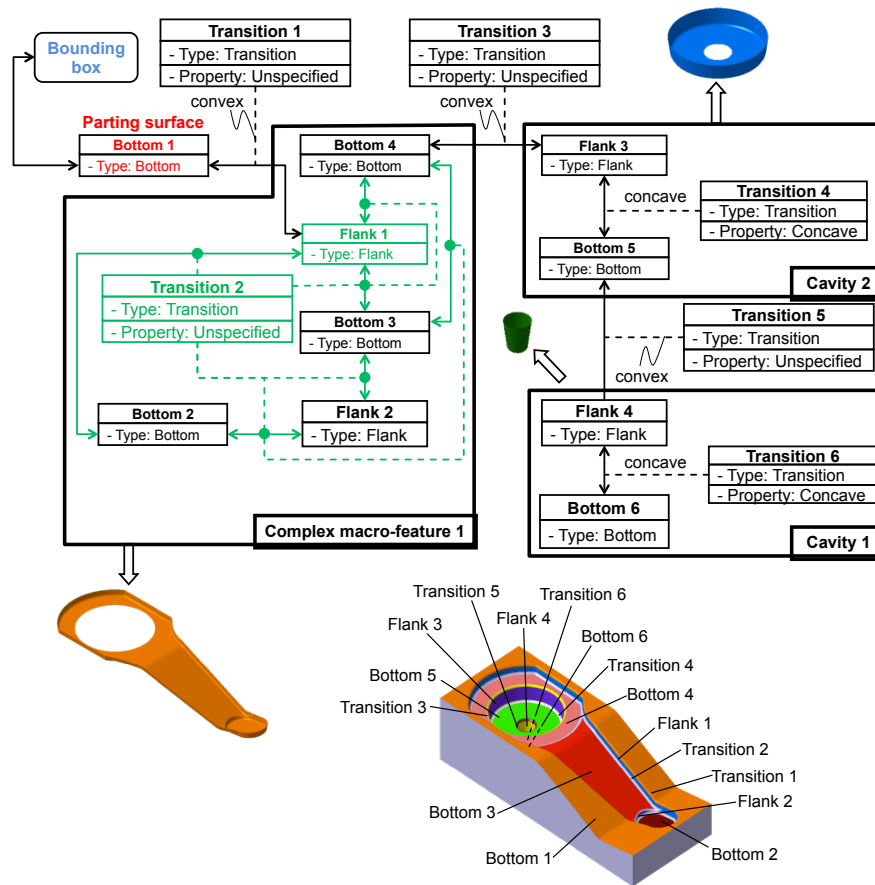 Transition 1
- Type: Transition
- Property: Unspecified
Transition 3
- Type: Transition
- Property: Unspecified
Bounding
box
convex
convex
Parting surface
Bottom 1
- Type: Bottom
Bottom 4
- Type: Bottom
Flank 3
- Type: Flank
concave
Transition 4
- Type: Transition
- Property: Concave
Flank 1
- Type: Flank
Bottom 5
- Type: Bottom
Cavity 2
Transition 2
- Type: Transition
- Property: Unspecified
Bottom 3
- Type: Bottom
Transition 5
- Type: Transition
- Property: Unspecified
convex
Bottom 2
- Type: Bottom
Flank 2
- Type: Flank
Flank 4
- Type: Flank
concave
Transition 6
- Type: Transition
- Property: Concave
Bottom 6
- Type: Bottom
Complex macro-feature 1
Cavity 1
Transition 5
Transition 6
Flank 3
Flank 4
Bottom 6
Bottom 5
Transition 4
Transition 3
Bottom 4
Flank 1
Transition 2
Transition 1
Bottom 3
Flank 2
Bottom 1
Bottom 2